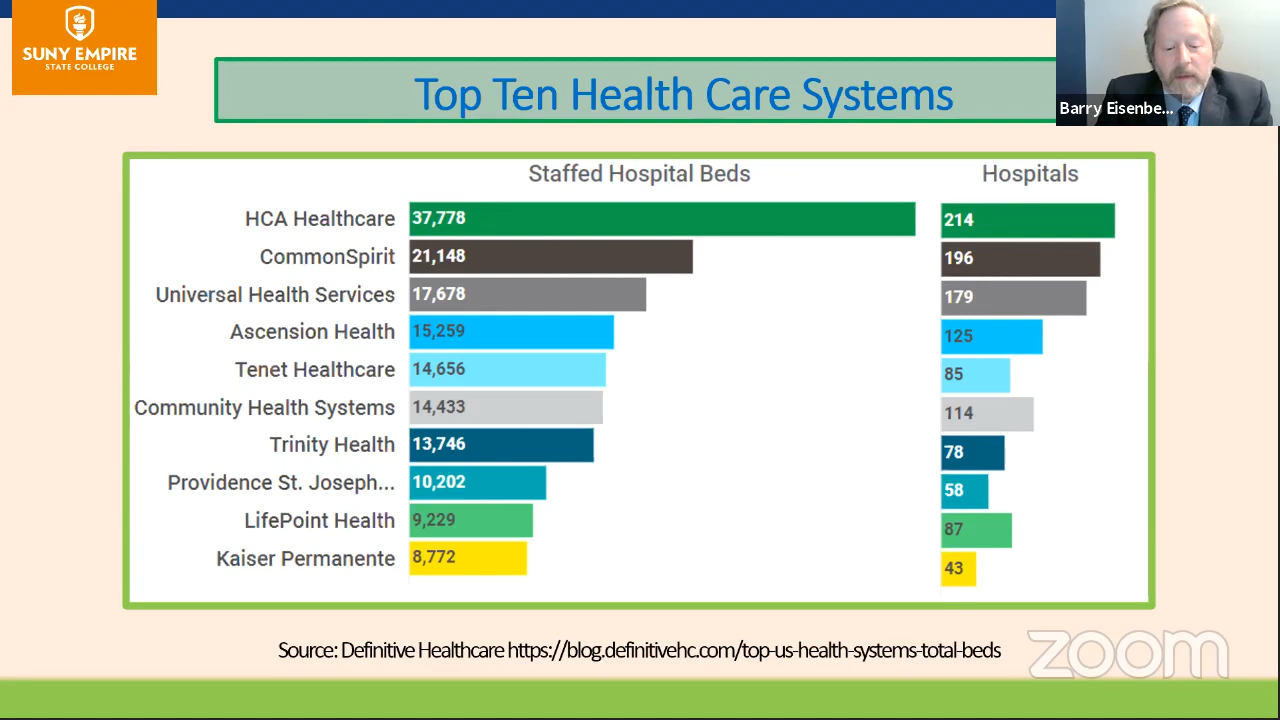 SUNY EMPIRE
STATE COLLEGE
Top Ten Health Care Systems
Barry Eisenbe...
Staffed Hospital Beds Hospitals
HCA Healthcare 37,778 214
CommonSpirit 21,148 196
Universal Health Services 17,678 179
Ascension Health 15,259 125
Tenet Healthcare 14,656 85
Community Health Systems 14,433 114
Trinity Health 13,746 78
Providence St. Joseph... 10,202 58
LifePoint Health 9,229 87
Kaiser Permanente 8,772 43
Source: Definitive Healthcare https://blog.definitivehc.com/top-us-health-systems-total-beds
zoom